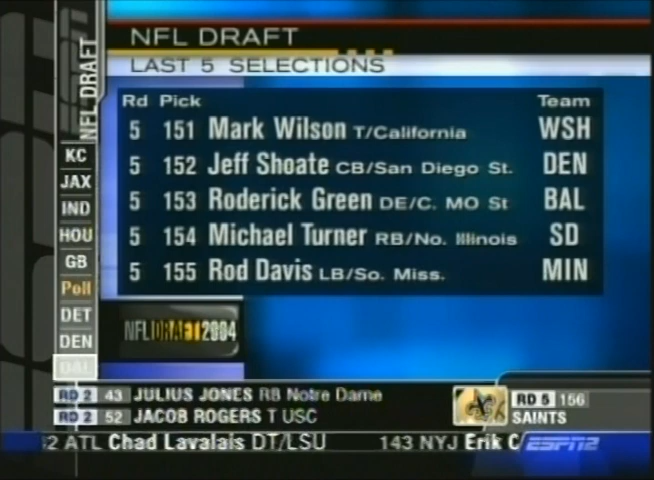 NFL DRAFT
LAST 5 SELECTIONS
Rd Pick Team
5 151 Mark Wilson T/California WSH
5 152 Jeff Shoate CB/San Diego St. DEN
5 153 Roderick Green DE/C. MO St BAL
5 154 Michael Turner RB/No. Illinois SD
5 155 Rod Davis LB/So. Miss. MIN
NFL DRAFT
KC
JAX
IND
HOU
GB
Poll
DET
DEN
DAL
NFLDRAFT2004
RD 2 43 JULIUS JONES RB Notre Dame
RD 2 52 JACOB ROGERS T USC
RD 5 156
SAINTS
2 ATL Chad Lavalais DT/LSU 143 NYJ Erik C
ESPN2